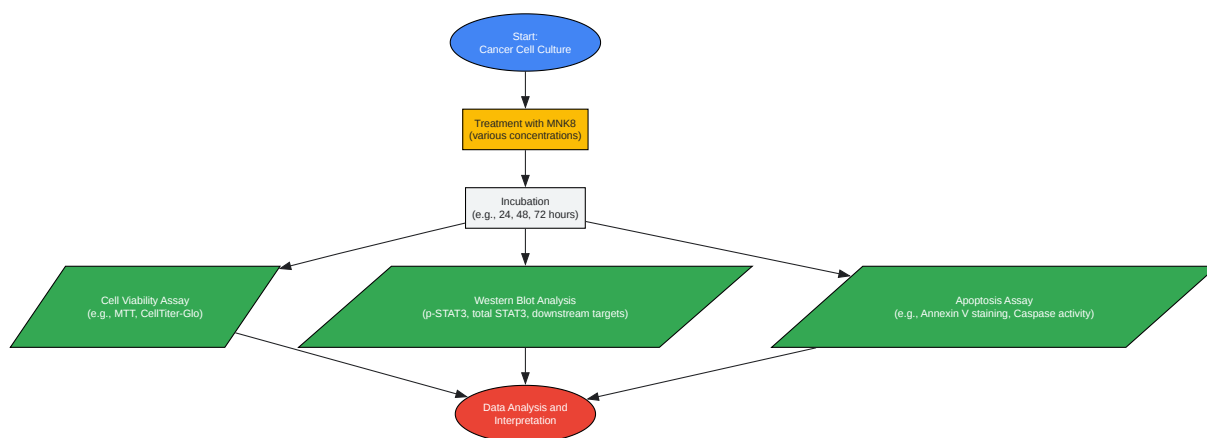 Start:
Cancer Cell Culture
Treatment with MNK8
(various concentrations)
Incubation
(e.g., 24, 48, 72 hours)
Cell Viability Assay
(e.g., MTT, CellTiter-Glo)
Western Blot Analysis
(p-STAT3, total STAT3, downstream targets)
Apoptosis Assay
(e.g., Annexin V staining, Caspase activity)
Data Analysis and
Interpretation